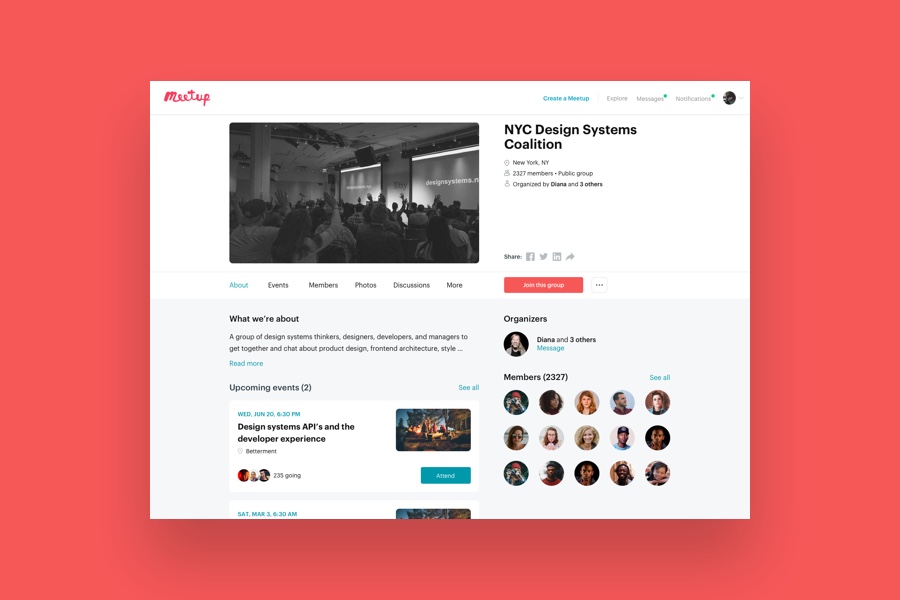 Meetup
Create a Meetup
Explore
Messages
Notifications
designsystems.n
NYC Design Systems
Coalition
New York, NY
2327 members • Public group
Organized by Diana and 3 others
Share:
About
Events
Members
Photos
Discussions
More
Join this group
What we’re about
A group of design systems thinkers, designers, developers, and managers to
get together and chat about product design, frontend architecture, style ...
Read more
Upcoming events (2)
See all
WED, JUN 20, 6:30 PM
Design systems API’s and the
developer experience
Betterment
235 going
Attend
SAT, MAR 3, 6:30 AM
Organizers
Diana and 3 others
Message
Members (2327)
See all